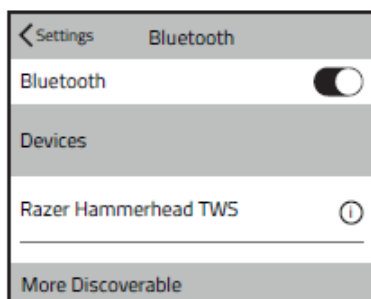 Settings Bluetooth
Bluetooth
Devices
Razer Hammerhead TWS
More Discoverable